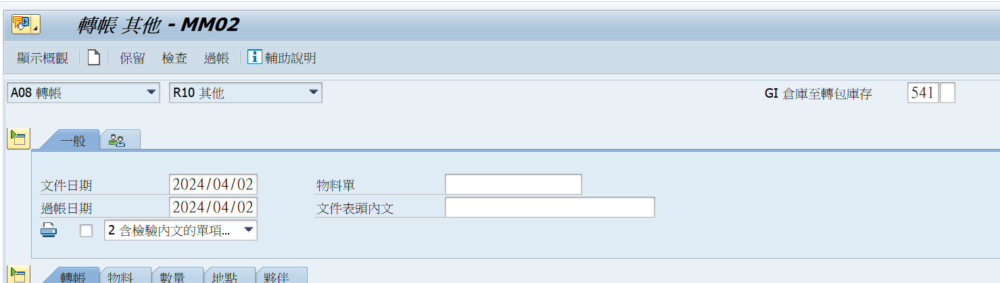 轉帳 其他 - MM02
顯示概觀 保留 檢查 過帳 輔助說明
A08 轉帳 R10 其他 GI 倉庫至轉包庫存 541
一般
文件日期 2024/04/02 物料單
過帳日期 2024/04/02 文件表頭內文
2 含檢驗內文的單項...
轉帳 物料 數量 地點 夥伴